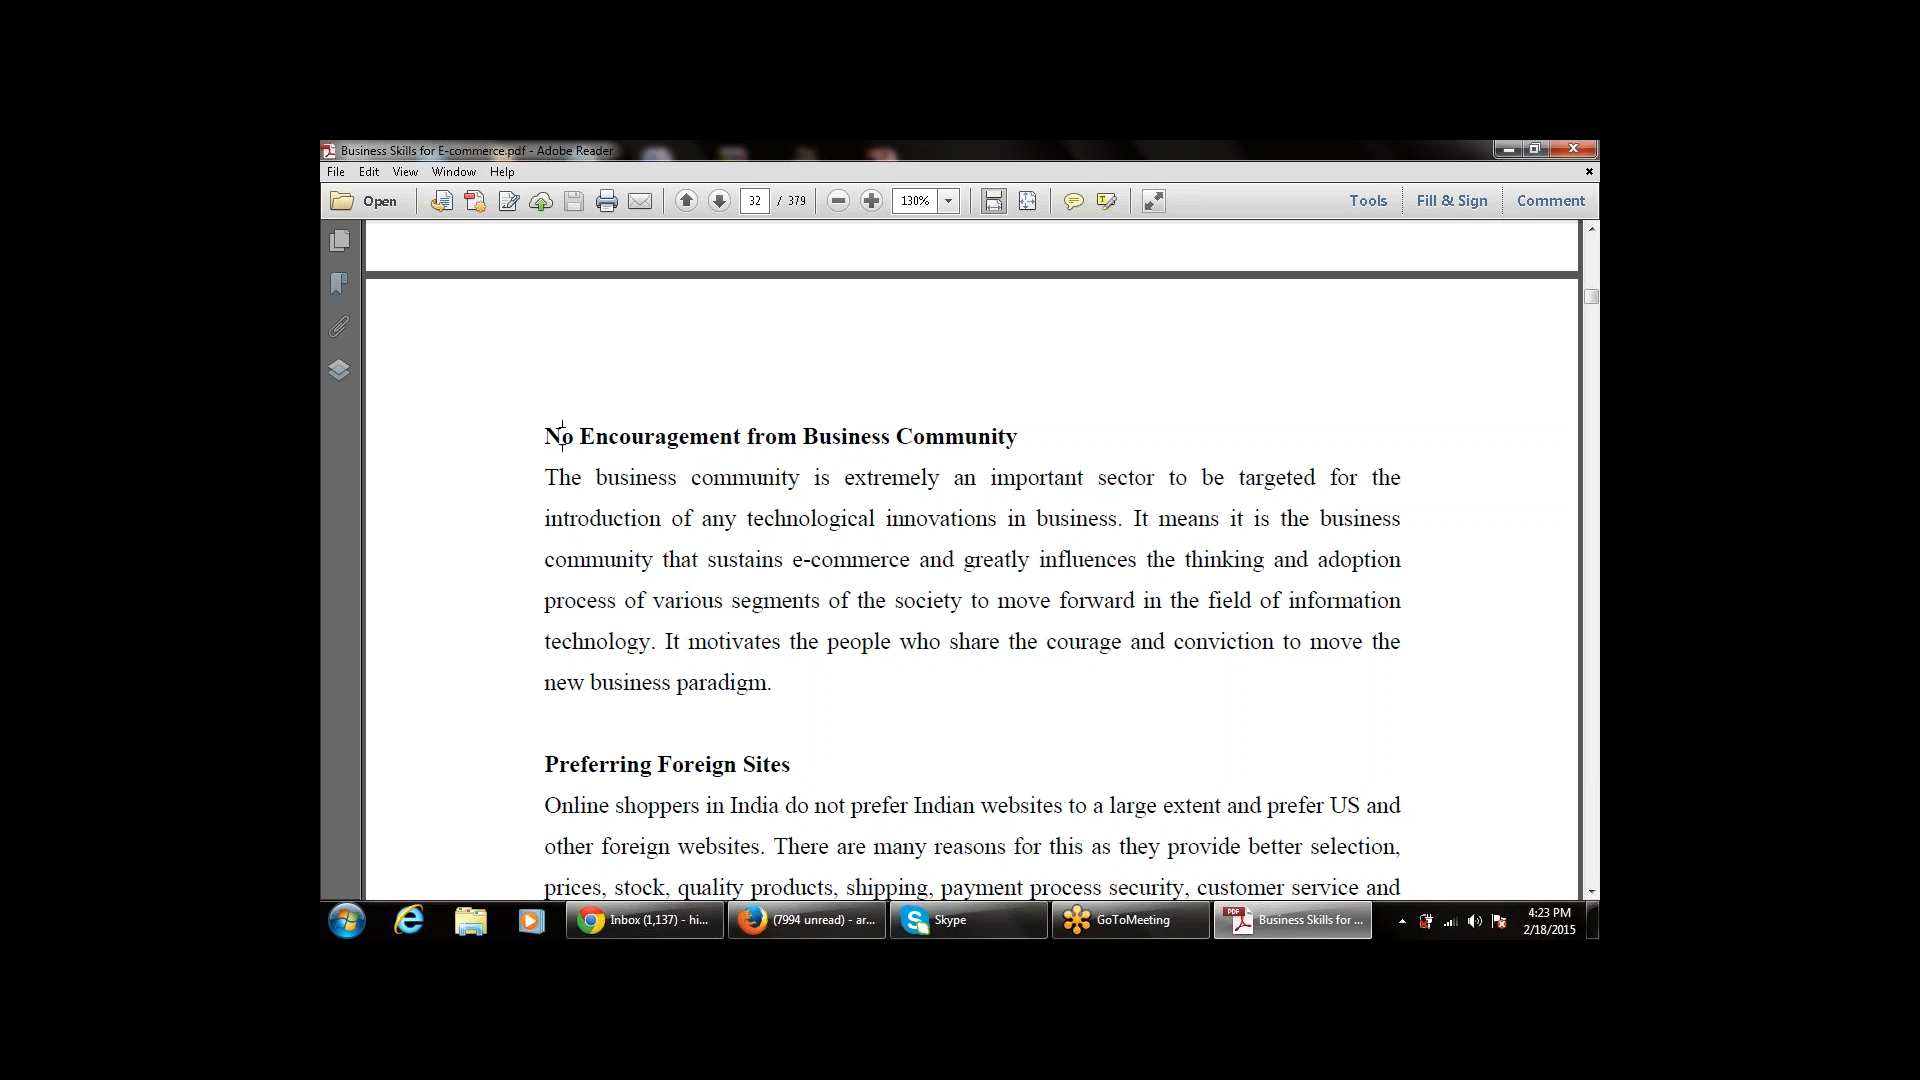 Business Skills for E-commerce.pdf - Adobe Reader
File Edit View Window Help
Open 32 / 379 130% Tools Fill & Sign Comment
No Encouragement from Business Community
The business community is extremely an important sector to be targeted for the
introduction of any technological innovations in business. It means it is the business
community that sustains e-commerce and greatly influences the thinking and adoption
process of various segments of the society to move forward in the field of information
technology. It motivates the people who share the courage and conviction to move the
new business paradigm.
Preferring Foreign Sites
Online shoppers in India do not prefer Indian websites to a large extent and prefer US and
other foreign websites. There are many reasons for this as they provide better selection,
prices, stock, quality products, shipping, payment process security, customer service and
Inbox (1,137) - hi... (7994 unread) - ar... Skype GoToMeeting PDF Business Skills for ... 4:23 PM
2/18/2015